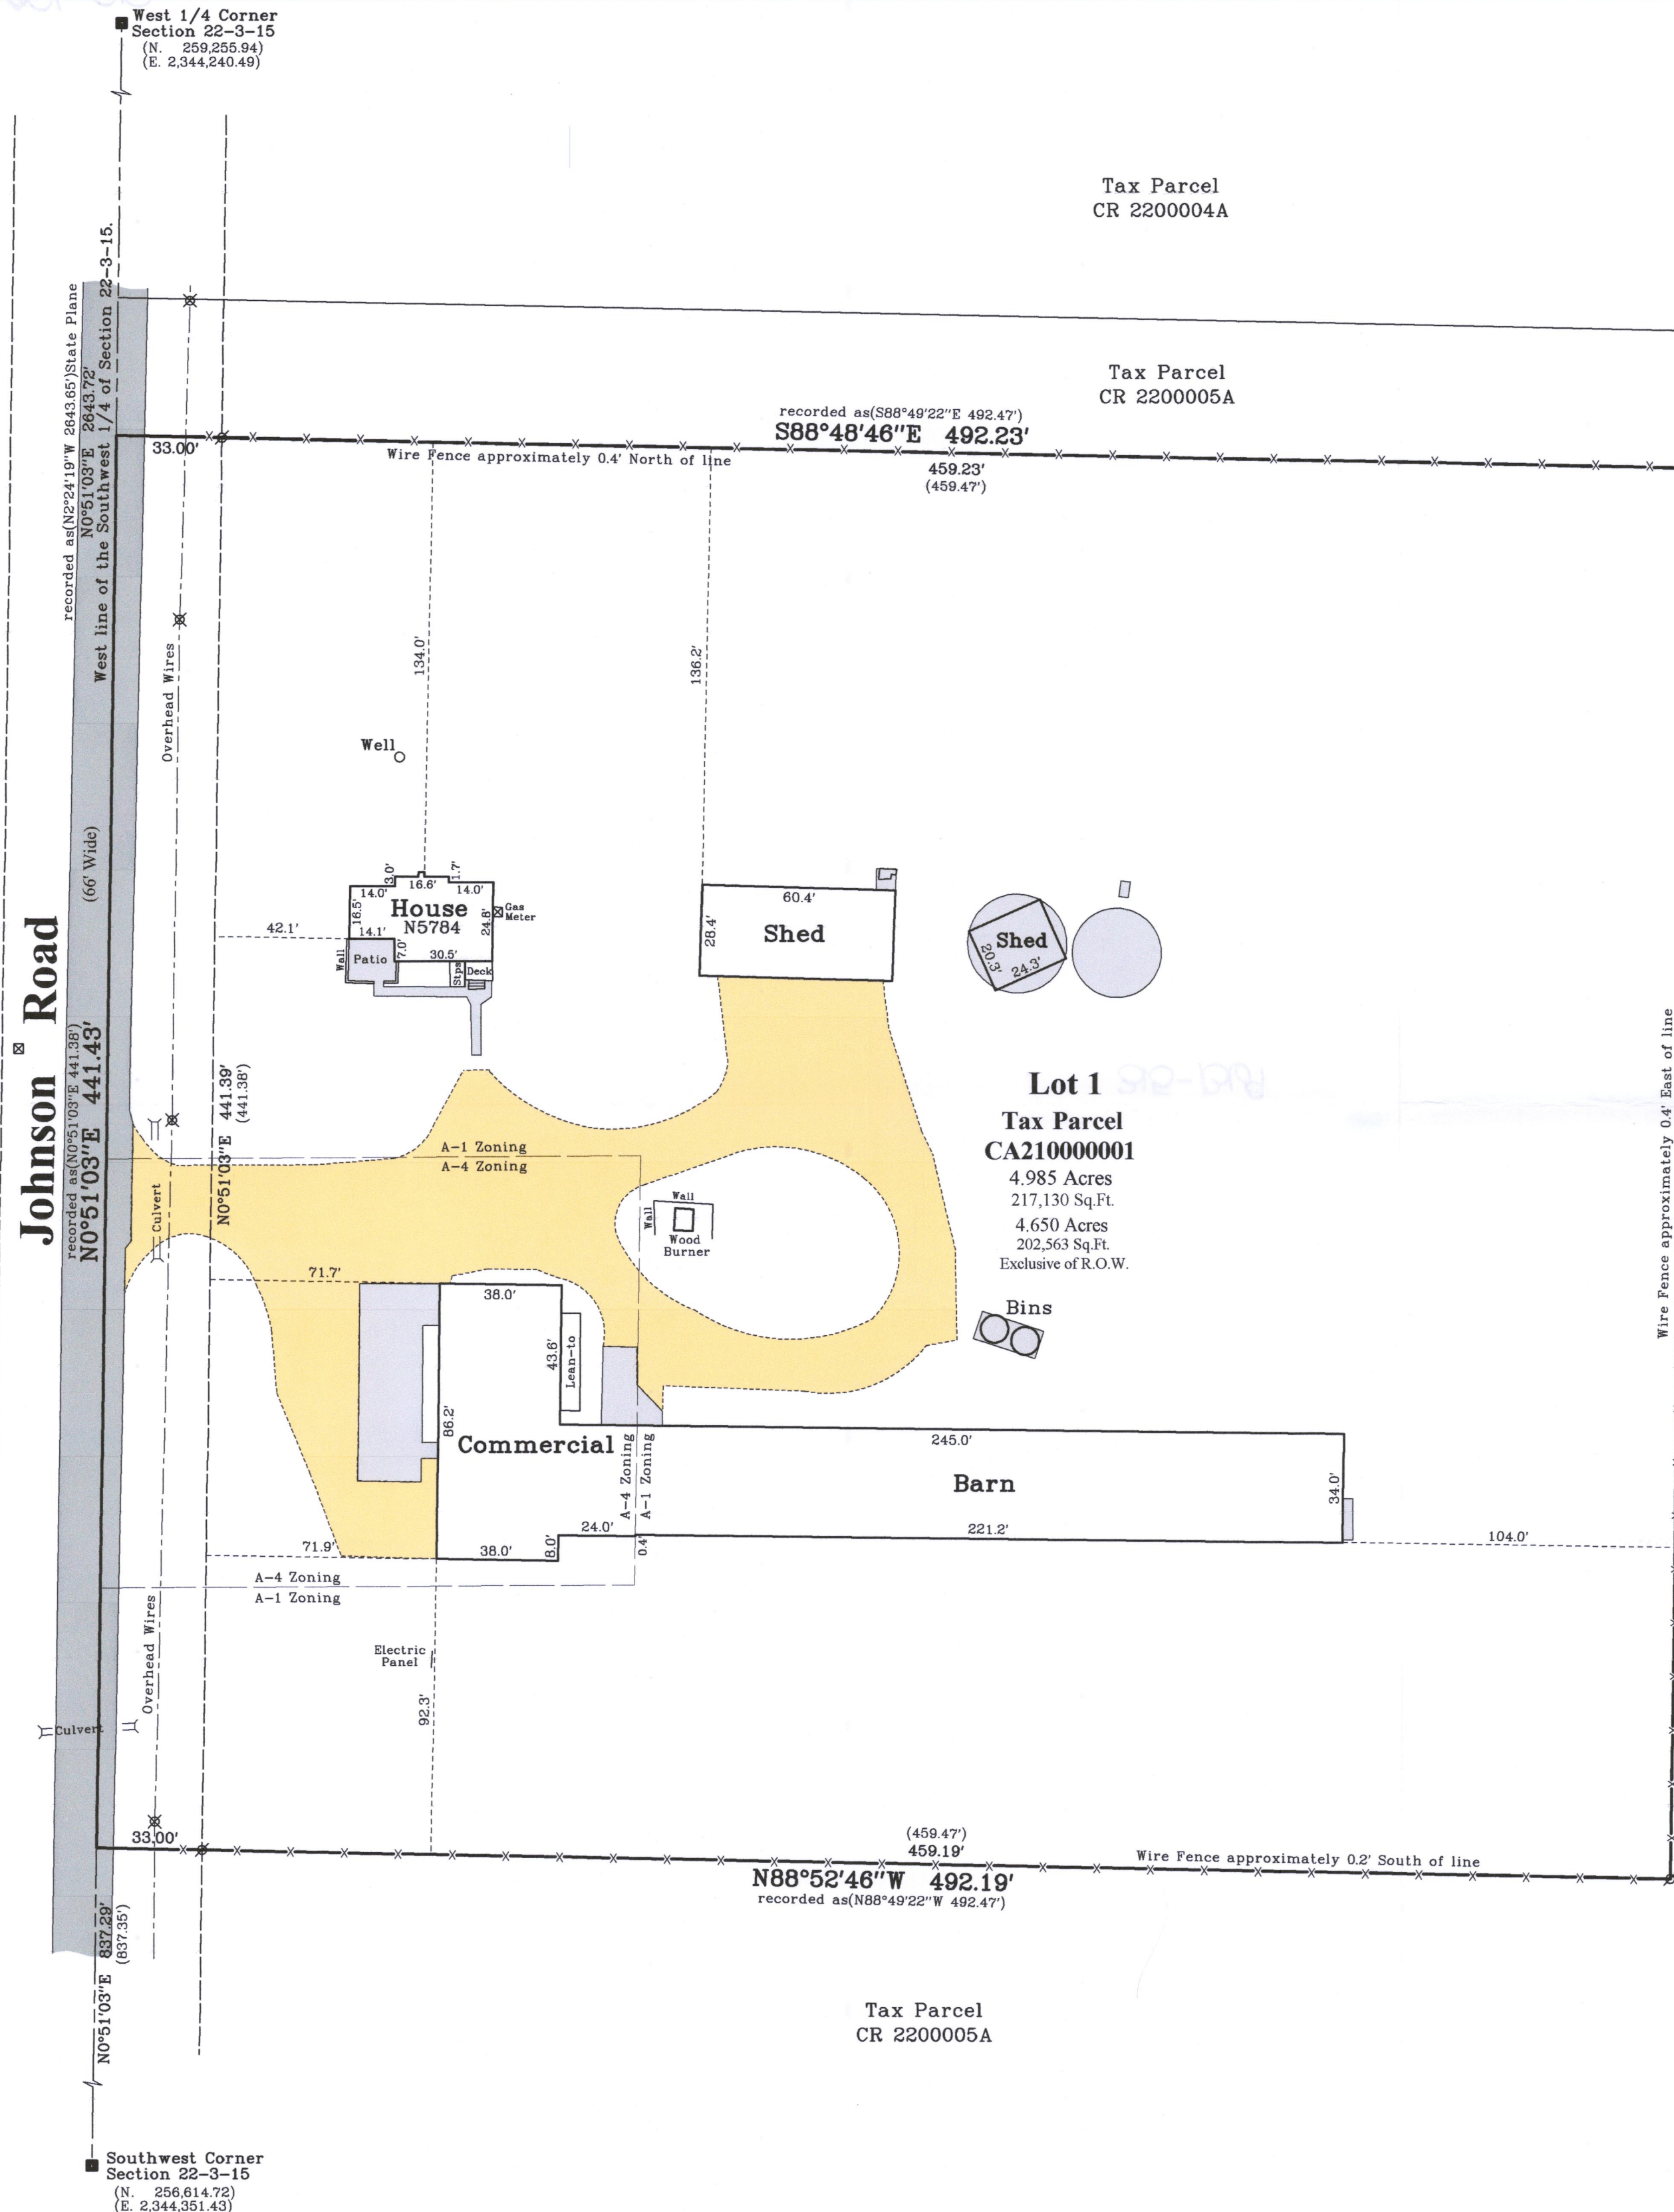 West 1/4 Corner
Section 22-3-15
(N. 259,255.94)
(E. 2,344,240.49)
Tax Parcel
CR 2200004A
Tax Parcel
CR 2200005A
recorded as(S88°49'22"E 492.47')
S88°48'46"E 492.23'
33.00'
Wire Fence approximately 0.4' North of line
459.23'
(459.47')
recorded as(N2°24'19"W 2643.65')State Plane
N0°51'03"E 2643.72'
West line of the Southwest 1/4 of Section 22-3-15.
Overhead Wires
134.0'
136.2'
Well
(66' Wide)
3.0'
16.6'
1.7'
14.0'
14.0'
16.5'
House
N5784
24.8'
Gas
Meter
42.1'
14.1'
7.0'
30.5'
Wall
Patio
Stps
Deck
60.4'
28.4'
Shed
Shed
20.3'
24.3'
Johnson Road
recorded as(N0°51'03"E 441.38')
N0°51'03"E 441.43'
N0°51'03"E 441.39'
(441.38')
Culvert
Lot 1
Tax Parcel
CA210000001
4.985 Acres
217,130 Sq.Ft.
4.650 Acres
202,563 Sq.Ft.
Exclusive of R.O.W.
Wire Fence approximately 0.4' East of line
A-1 Zoning
A-4 Zoning
Wall
Wall
Wood
Burner
71.7'
38.0'
Bins
43.6'
Lean-to
86.2'
Commercial
A-4 Zoning
A-1 Zoning
245.0'
Barn
34.0'
24.0'
221.2'
104.0'
71.9'
38.0'
8.0'
0.4'
A-4 Zoning
A-1 Zoning
Overhead Wires
Electric
Panel
92.3'
Culvert
33.00'
(459.47')
459.19'
Wire Fence approximately 0.2' South of line
N88°52'46"W 492.19'
recorded as(N88°49'22"W 492.47')
N0°51'03"E 837.29'
(837.35')
Tax Parcel
CR 2200005A
Southwest Corner
Section 22-3-15
(N. 256,614.72)
(E. 2,344,351.43)